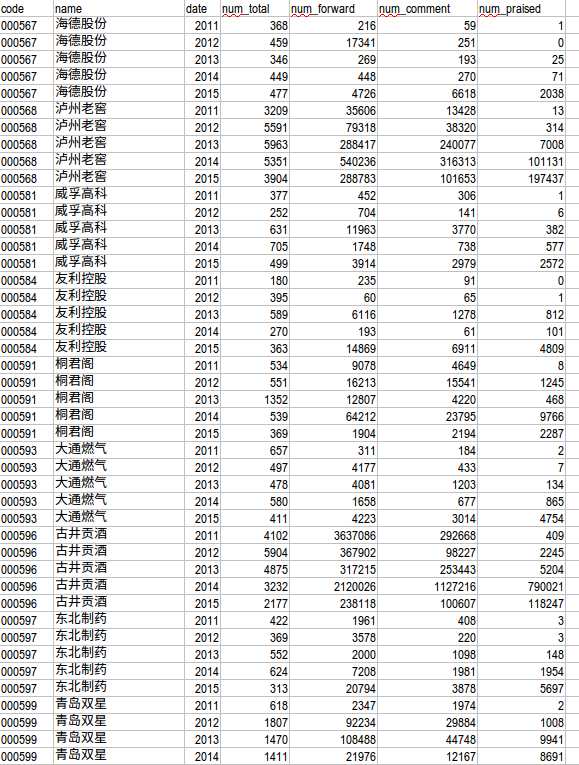 code name date num_total num_forward num_comment num_praised
000567 海德股份 2011 368 216 59 1
000567 海德股份 2012 459 17341 251 0
000567 海德股份 2013 346 269 193 25
000567 海德股份 2014 449 448 270 71
000567 海德股份 2015 477 4726 6618 2038
000568 泸州老窖 2011 3209 35606 13428 13
000568 泸州老窖 2012 5591 79318 38320 314
000568 泸州老窖 2013 5963 288417 240077 7008
000568 泸州老窖 2014 5351 540236 316313 101131
000568 泸州老窖 2015 3904 288783 101653 197437
000581 威孚高科 2011 377 452 306 1
000581 威孚高科 2012 252 704 141 6
000581 威孚高科 2013 631 11963 3770 382
000581 威孚高科 2014 705 1748 738 577
000581 威孚高科 2015 499 3914 2979 2572
000584 友利控股 2011 180 235 91 0
000584 友利控股 2012 395 60 65 1
000584 友利控股 2013 589 6116 1278 812
000584 友利控股 2014 270 193 61 101
000584 友利控股 2015 363 14869 6911 4809
000591 桐君阁 2011 534 9078 4649 8
000591 桐君阁 2012 551 16213 15541 1245
000591 桐君阁 2013 1352 12807 4220 468
000591 桐君阁 2014 539 64212 23795 9766
000591 桐君阁 2015 369 1904 2194 2287
000593 大通燃气 2011 657 311 184 2
000593 大通燃气 2012 497 4177 433 7
000593 大通燃气 2013 478 4081 1203 134
000593 大通燃气 2014 580 1658 677 865
000593 大通燃气 2015 411 4223 3014 4754
000596 古井贡酒 2011 4102 3637086 292668 409
000596 古井贡酒 2012 5904 367902 98227 2245
000596 古井贡酒 2013 4875 317215 253443 5204
000596 古井贡酒 2014 3232 2120026 1127216 790021
000596 古井贡酒 2015 2177 238118 100607 118247
000597 东北制药 2011 422 1961 408 3
000597 东北制药 2012 369 3578 220 3
000597 东北制药 2013 552 2000 1098 148
000597 东北制药 2014 624 7208 1981 1954
000597 东北制药 2015 313 20794 3878 5697
000599 青岛双星 2011 618 2347 1974 2
000599 青岛双星 2012 1807 92234 29884 1008
000599 青岛双星 2013 1470 108488 44748 9941
000599 青岛双星 2014 1411 21976 12167 8691